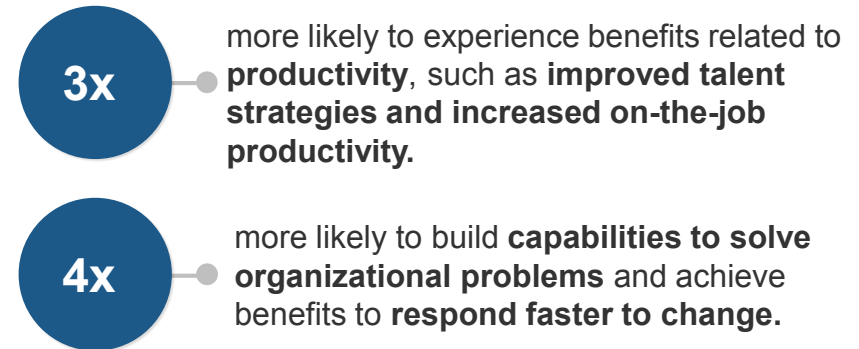 3x
more likely to experience benefits related to
productivity, such as improved talent
strategies and increased on-the-job
productivity.
4x
more likely to build capabilities to solve
organizational problems and achieve
benefits to respond faster to change.